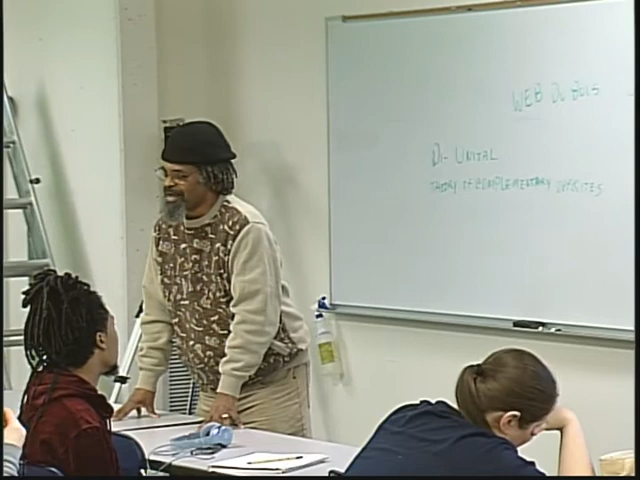 WEB Du Bois
Di- Unital
Theory of Complementary Opposites